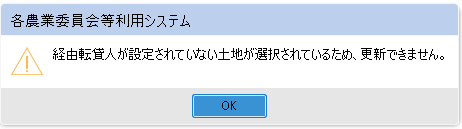 各農業委員会等利用システム
経由転貸人が設定されていない土地が選択されているため、更新できません。
OK